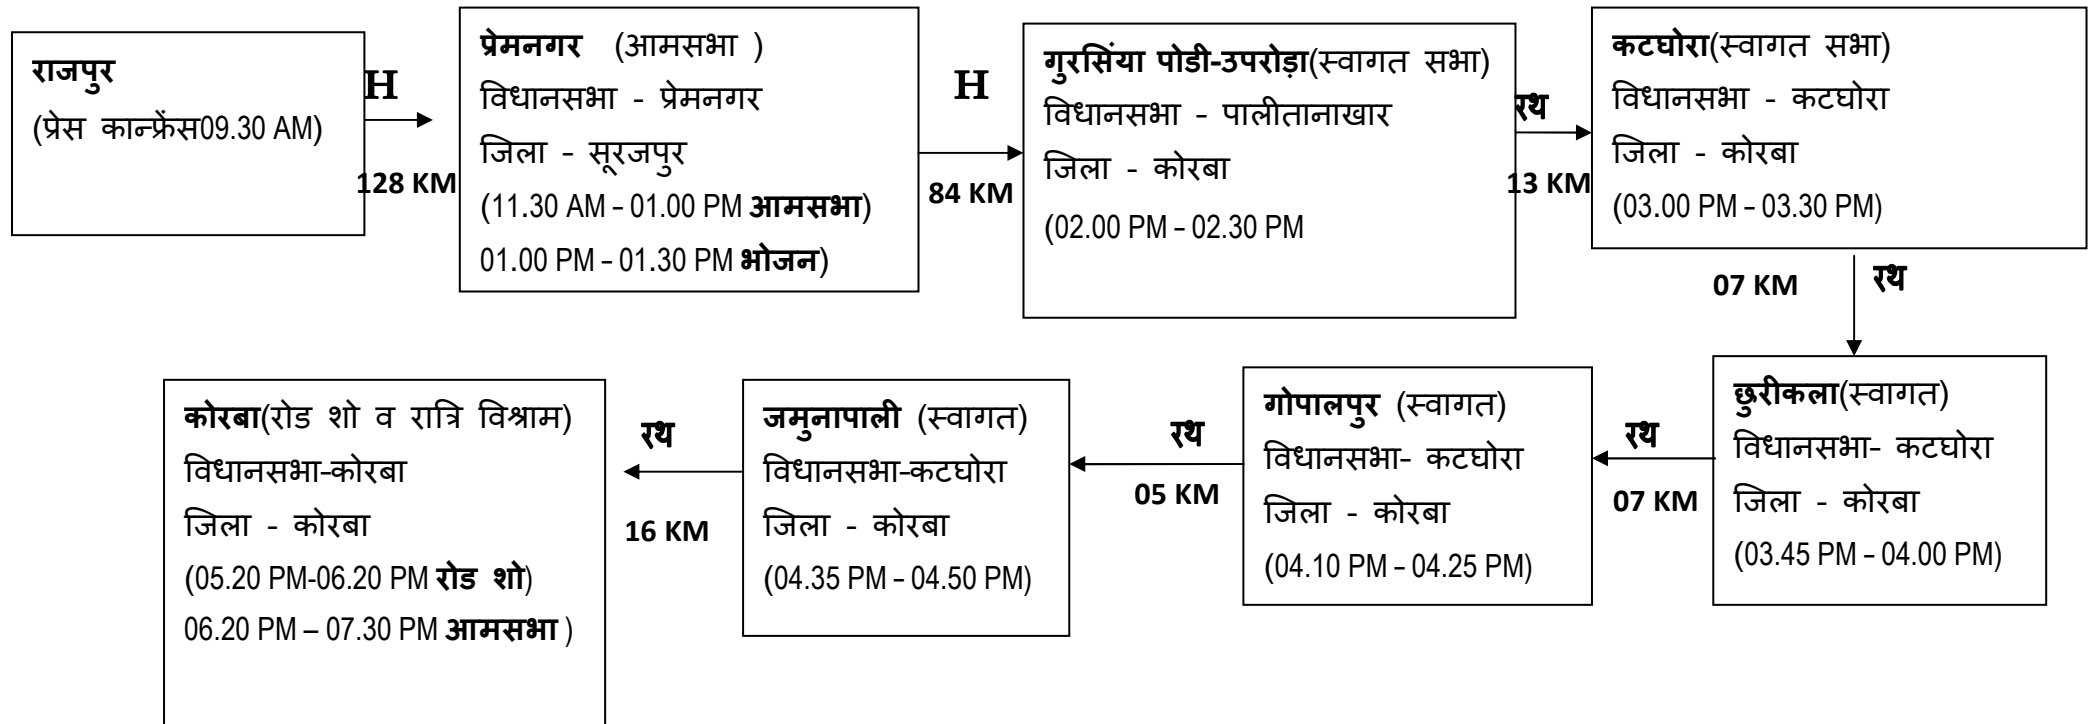 राजपुर
(प्रेस कान्फ्रेंस09.30 AM)
H
128 KM
प्रेमनगर (आमसभा )
विधानसभा - प्रेमनगर
जिला - सूरजपुर
(11.30 AM – 01.00 PM आमसभा)
01.00 PM – 01.30 PM भोजन)
H
84 KM
गुरसिंया पोडी-उपरोड़ा(स्वागत सभा)
विधानसभा - पालीतानाखार
जिला - कोरबा
(02.00 PM – 02.30 PM
रथ
13 KM
कटघोरा(स्वागत सभा)
विधानसभा - कटघोरा
जिला - कोरबा
(03.00 PM – 03.30 PM)
07 KM
रथ
छुरीकला(स्वागत)
विधानसभा- कटघोरा
जिला - कोरबा
(03.45 PM – 04.00 PM)
रथ
07 KM
गोपालपुर (स्वागत)
विधानसभा- कटघोरा
जिला - कोरबा
(04.10 PM – 04.25 PM)
रथ
05 KM
जमुनापाली (स्वागत)
विधानसभा-कटघोरा
जिला - कोरबा
(04.35 PM – 04.50 PM)
रथ
16 KM
कोरबा(रोड शो व रात्रि विश्राम)
विधानसभा-कोरबा
जिला - कोरबा
(05.20 PM-06.20 PM रोड शो)
06.20 PM – 07.30 PM आमसभा )